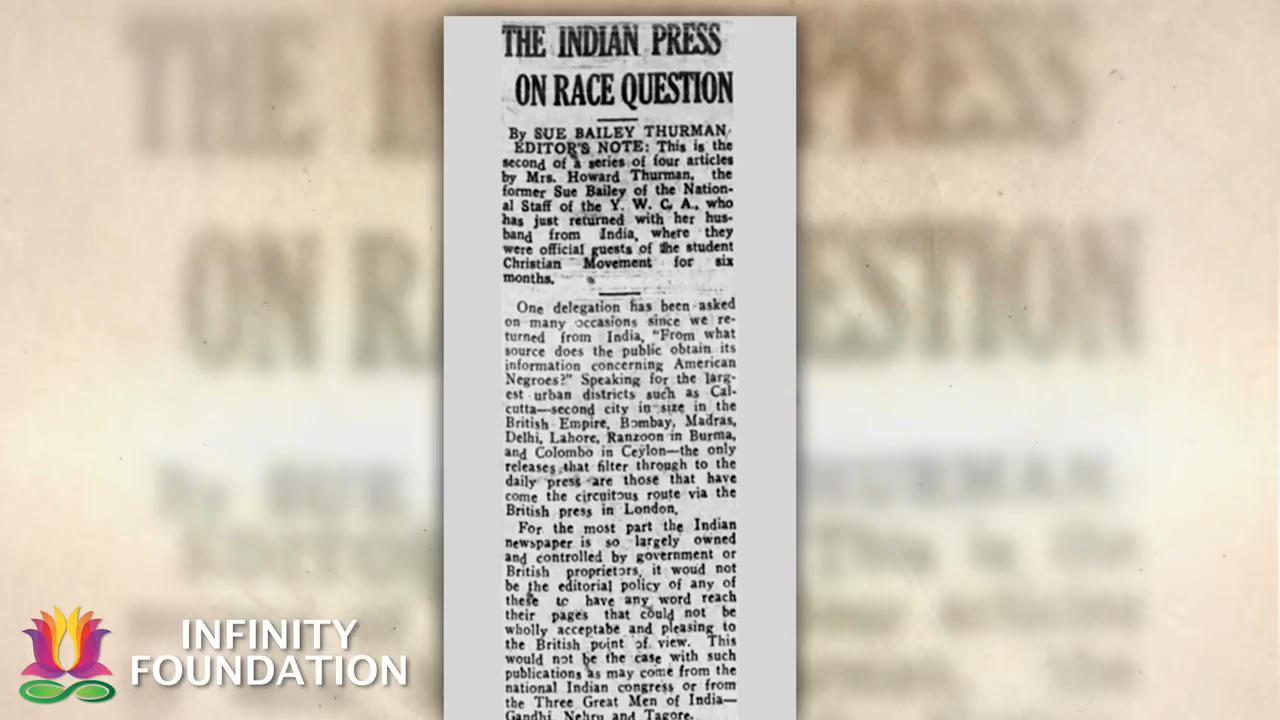 THE INDIAN PRESS
ON RACE QUESTION
By SUE BAILEY THURMAN
EDITOR'S NOTE: This is the
second of a series of four articles
by Mrs. Howard Thurman, the
former Sue Bailey of the Nation-
al Staff of the Y. W. C. A., who
has just returned with her hus-
band from India, where they
were official guests of the student
Christian Movement for six
months.
One delegation has been asked
on many occasions since we re-
turned from India, "From what
source does the public obtain its
information concerning American
Negroes?" Speaking for the larg-
est urban districts such as Cal-
cutta—second city in size in the
British Empire, Bombay, Madras,
Delhi, Lahore, Ranzoon in Burma,
and Colombo in Ceylon—the only
releases that filter through to the
daily press are those that have
come the circuitous route via the
British press in London.
For the most part the Indian
newspaper is so largely owned
and controlled by government or
British proprietors, it woud not
be the editorial policy of any of
these to have any word reach
their pages that could not be
wholly acceptabe and pleasing to
the British point of view. This
would not be the case with such
publications as may come from the
national Indian congress or from
the Three Great Men of India—
Gandhi, Nehru and Tagore.
INFINITY
FOUNDATION